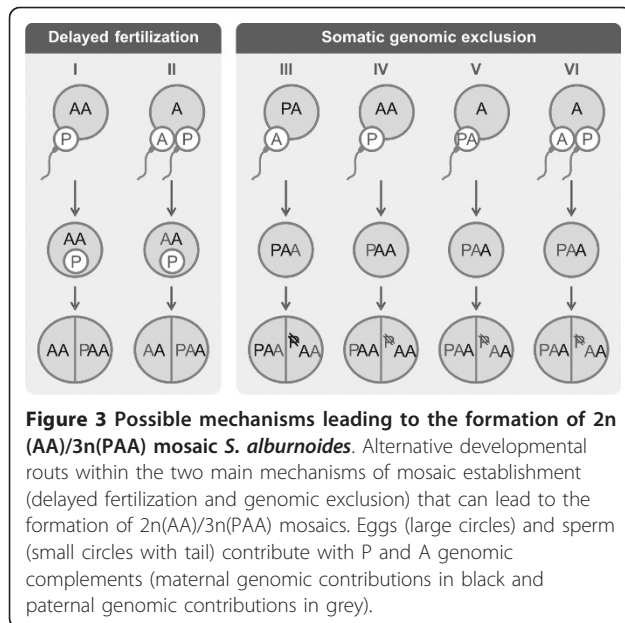 Delayed fertilization Somatic genomic exclusion
I II III IV V VI
AA A PA AA A A
P A P A P PA A P
AA AA PAA PAA PAA PAA
P P
AA PAA AA PAA PAA PAA PAA PAA PAA PAA PAA PAA
Figure 3 Possible mechanisms leading to the formation of 2n
(AA)/3n(PAA) mosaic S. alburnoides. Alternative developmental
routs within the two main mechanisms of mosaic establishment
(delayed fertilization and genomic exclusion) that can lead to the
formation of 2n(AA)/3n(PAA) mosaics. Eggs (large circles) and sperm
(small circles with tail) contribute with P and A genomic
complements (maternal genomic contributions in black and
paternal genomic contributions in grey).